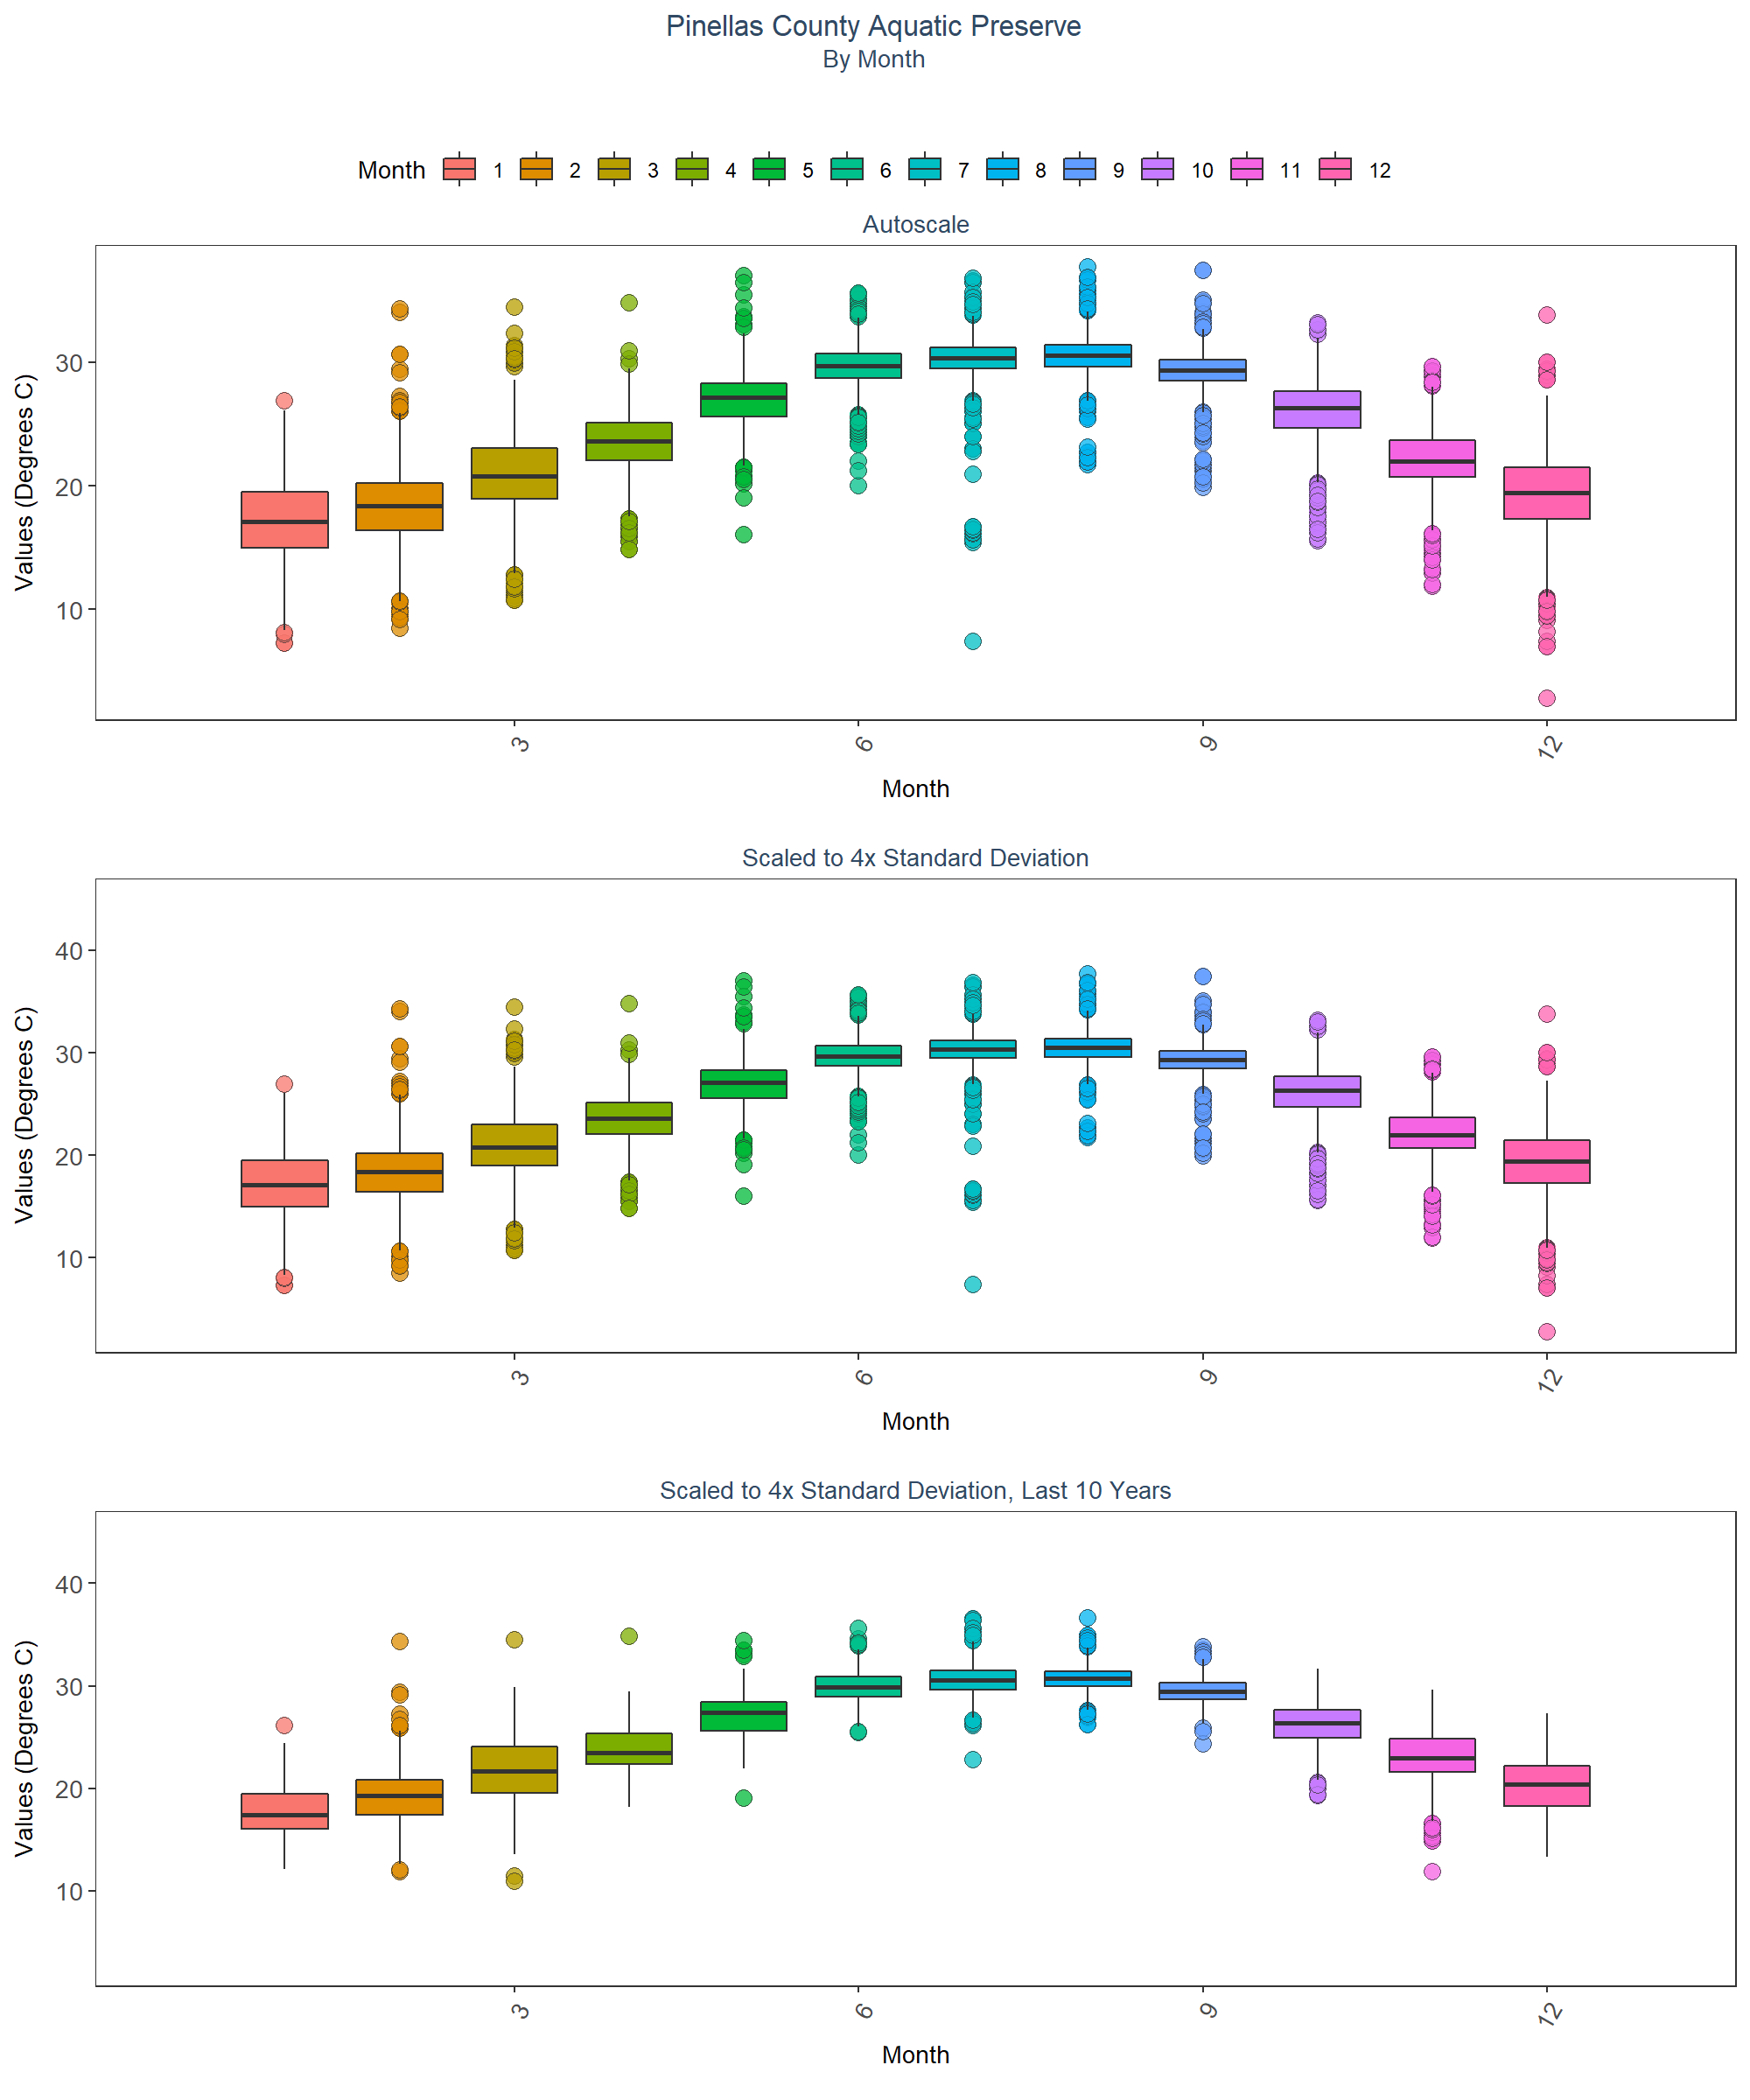 Pinellas County Aquatic Preserve
By Month
Month 1 2 3 4 5 6 7 8 9 10 11 12
Autoscale
Values (Degrees C)
30
20
10
3 6 9 12
Month
Scaled to 4x Standard Deviation
Values (Degrees C)
40
30
20
10
3 6 9 12
Month
Scaled to 4x Standard Deviation, Last 10 Years
Values (Degrees C)
40
30
20
10
3 6 9 12
Month